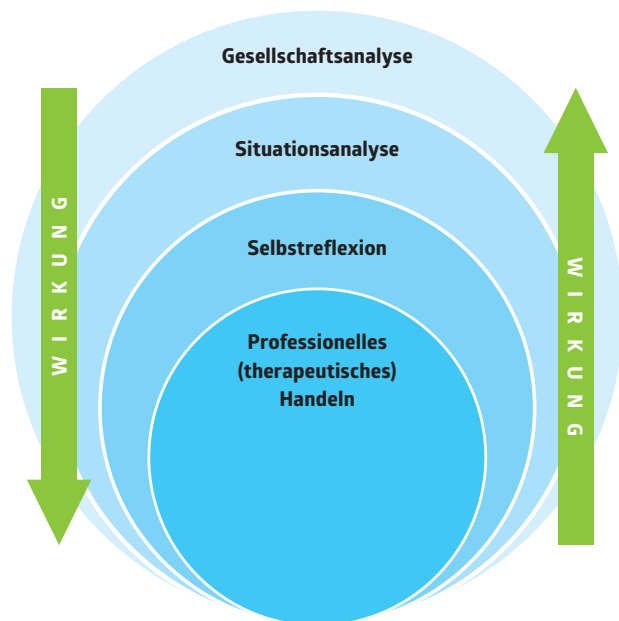 Gesellschaftsanalyse
Situationsanalyse
Selbstreflexion
Professionelles
(therapeutisches)
Handeln
WIRKUNG
WIRKUNG